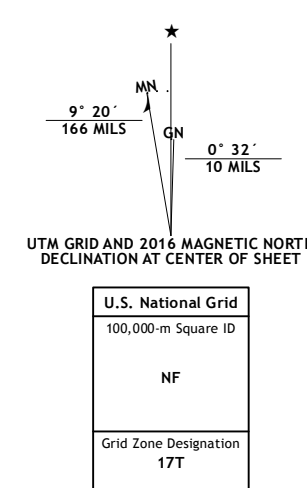 ★
MN
9° 20´
166 MILS
GN
0° 32´
10 MILS
UTM GRID AND 2016 MAGNETIC NORTH
DECLINATION AT CENTER OF SHEET
U.S. National Grid
100,000-m Square ID
NF
Grid Zone Designation
17T